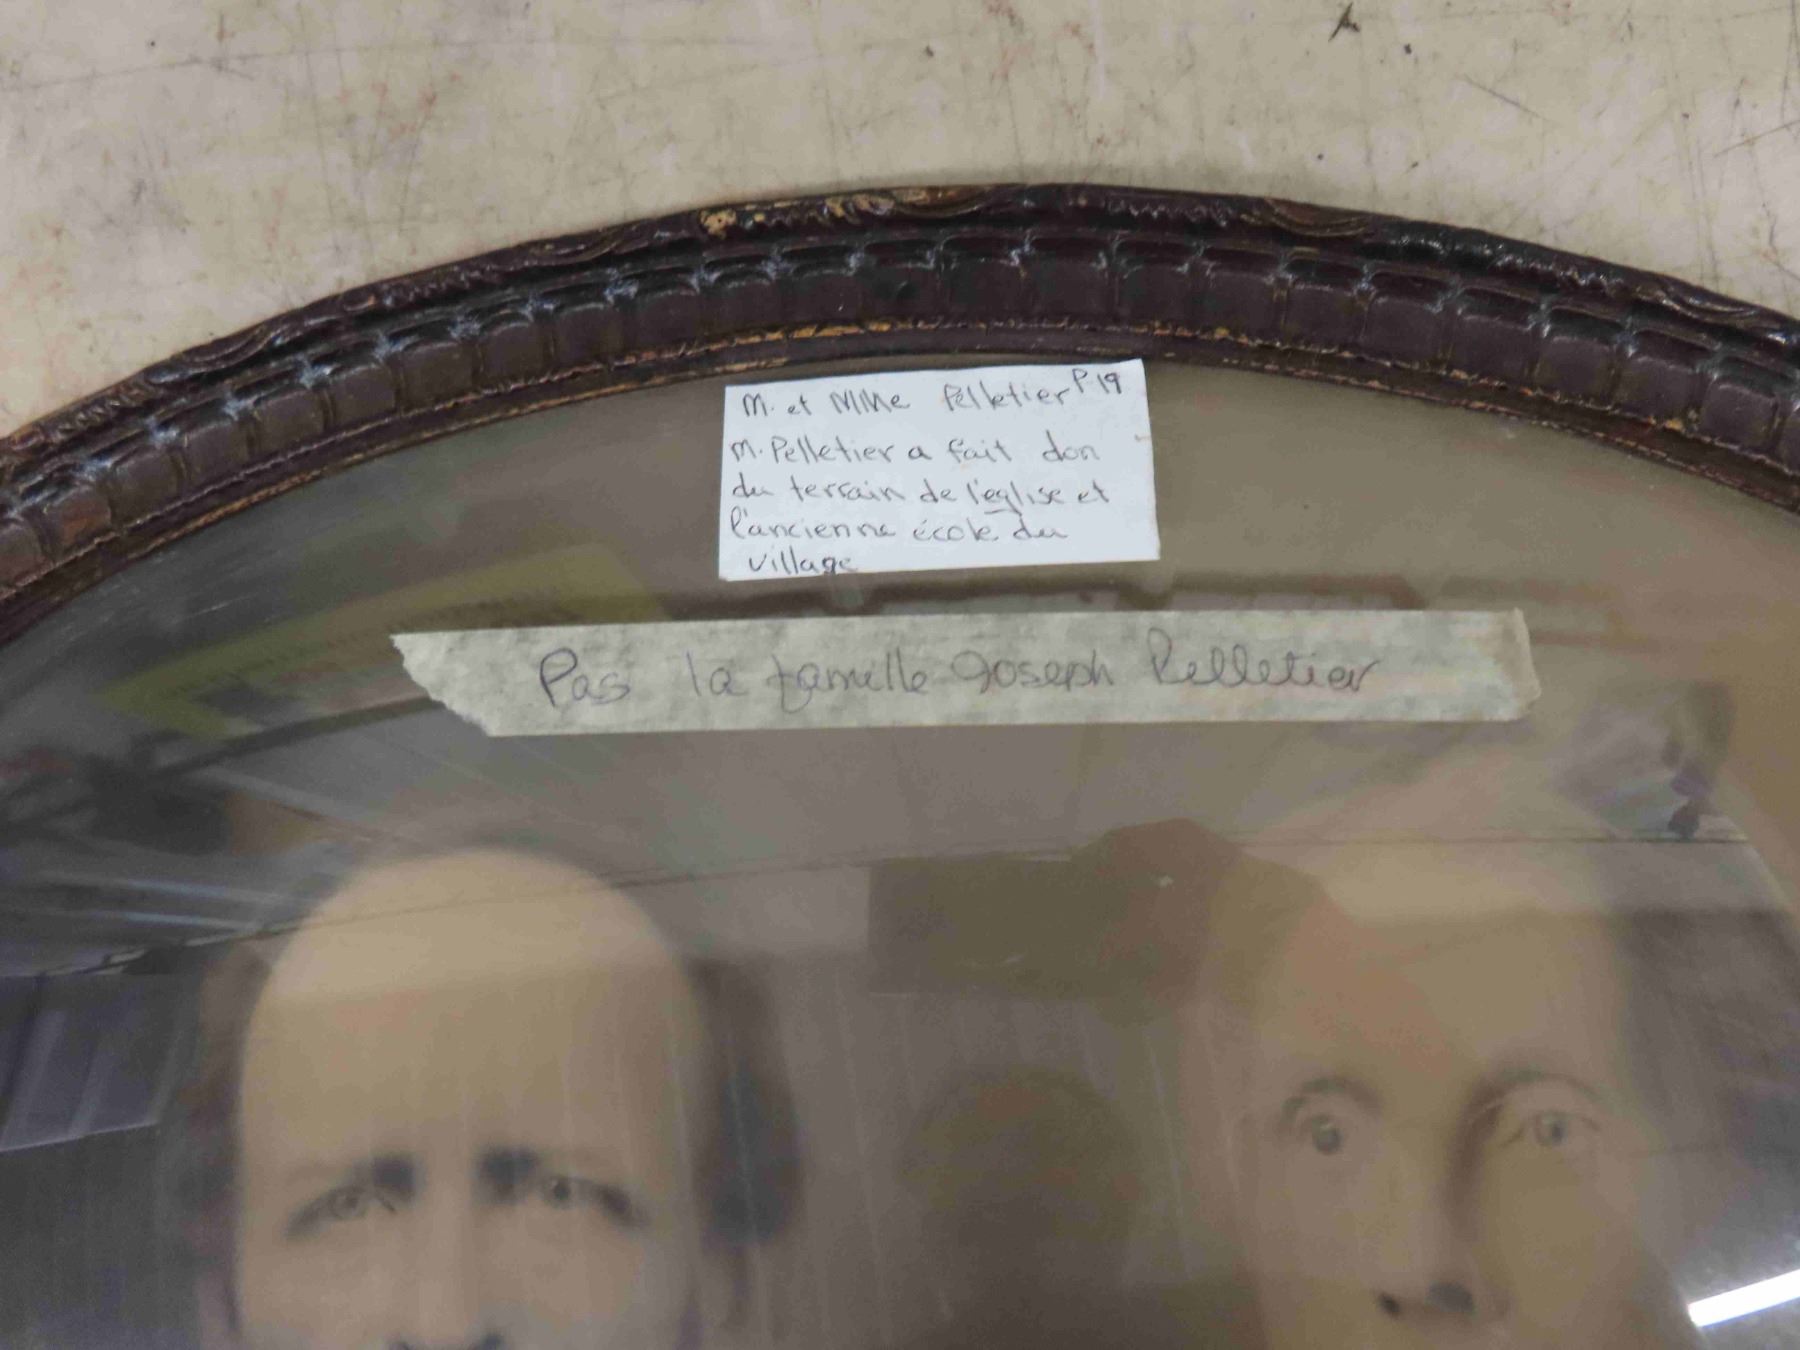 M. et MMe Pelletier P-19
M. Pelletier a fait don
du terrain de l'église et
l'ancienne école du
village
Pas la famille Joseph Pelletier